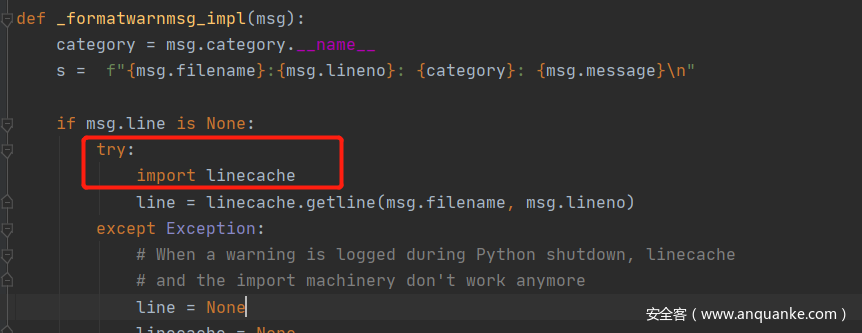 def _formatwarnmsg_impl(msg):
    category = msg.category.__name__
    s =  f"{msg.filename}:{msg.lineno}: {category}: {msg.message}\n"
    if msg.line is None:
        try:
            import linecache
            line = linecache.getline(msg.filename, msg.lineno)
        except Exception:
            # When a warning is logged during Python shutdown, linecache
            # and the import machinery don't work anymore
            line = None
            linecache = None
安全客（www.anquanke.com）